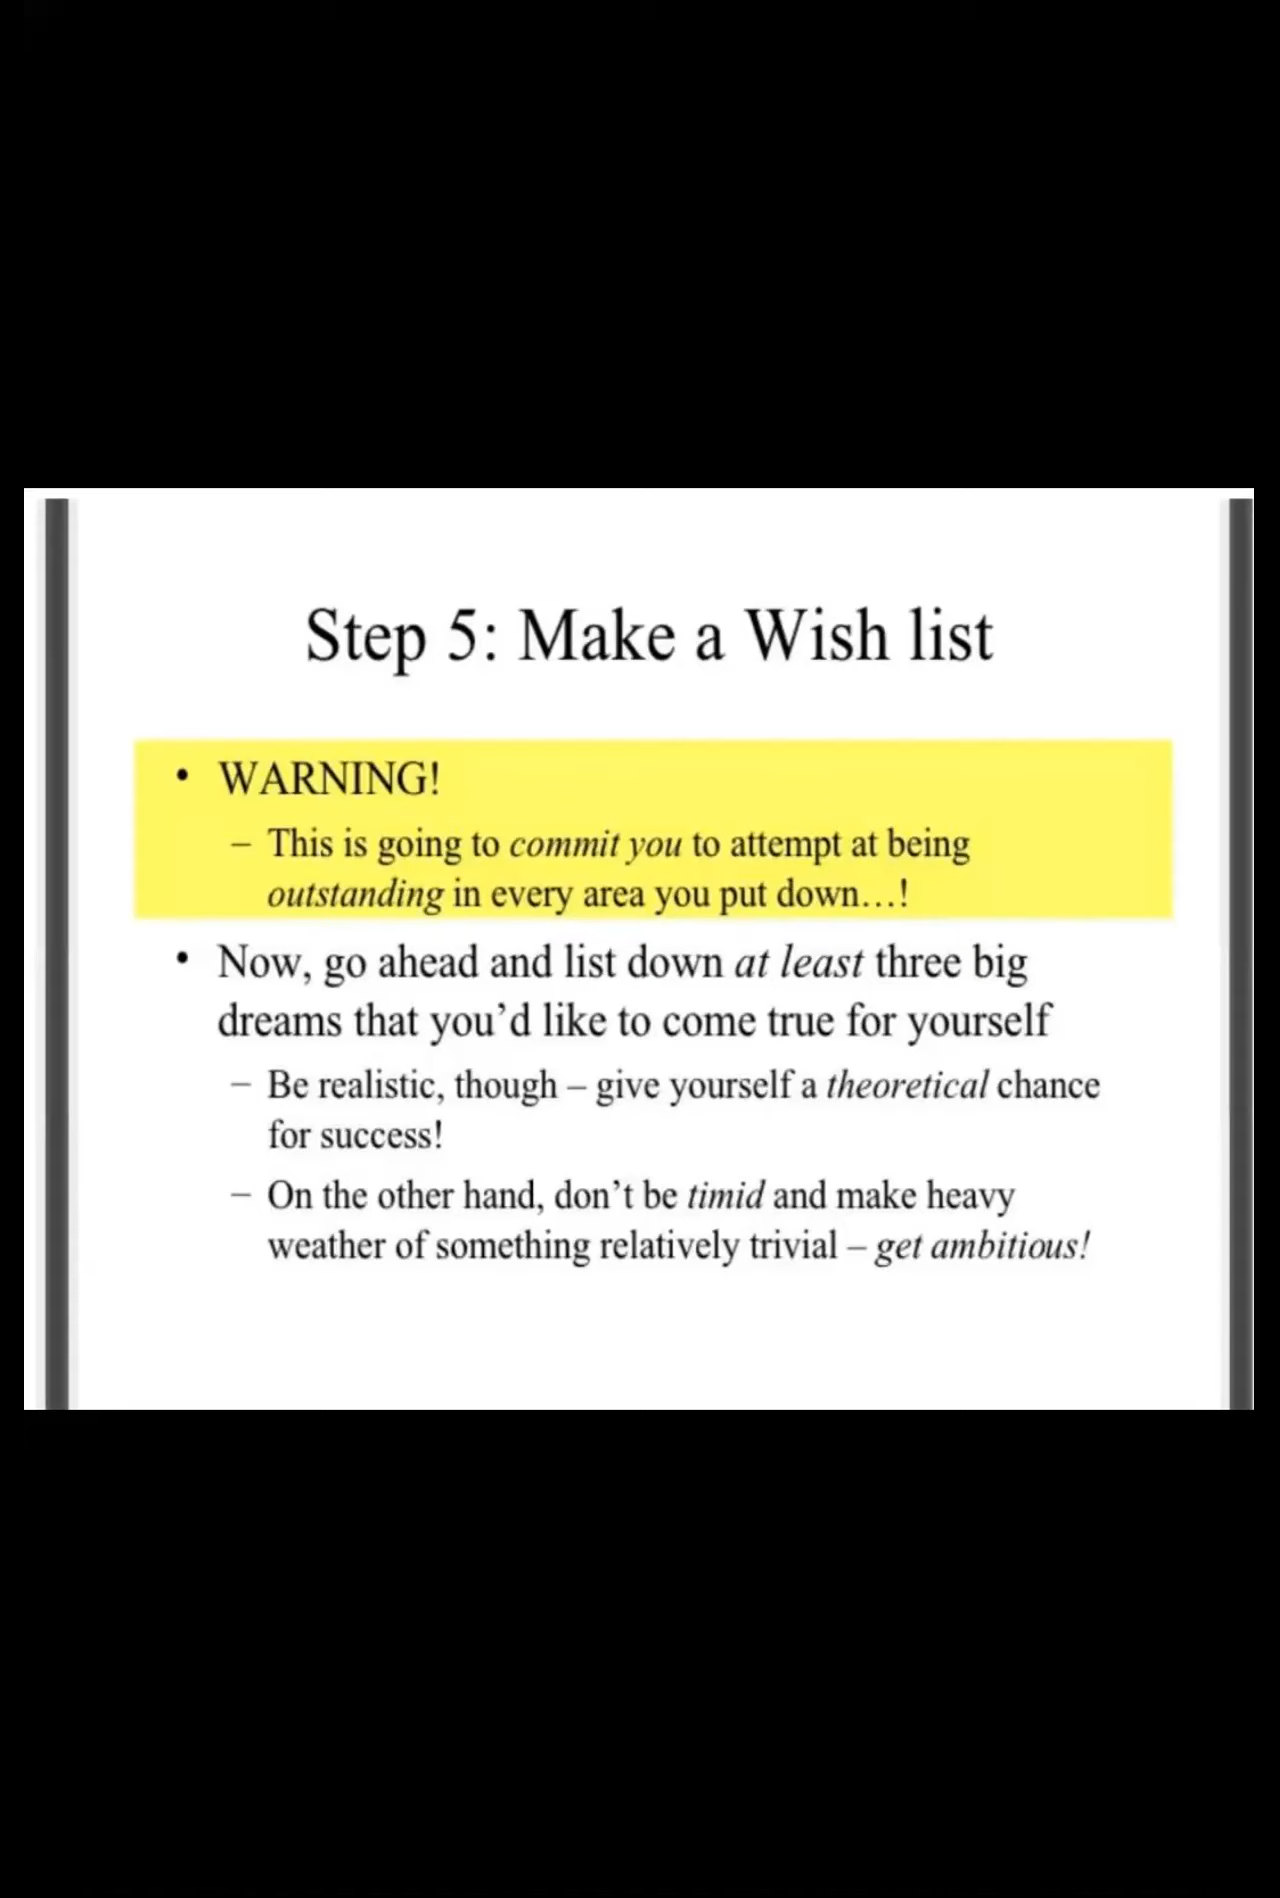 Step 5: Make a Wish list
• WARNING!
– This is going to commit you to attempt at being
outstanding in every area you put down…!
• Now, go ahead and list down at least three big
dreams that you’d like to come true for yourself
– Be realistic, though – give yourself a theoretical chance
for success!
– On the other hand, don’t be timid and make heavy
weather of something relatively trivial – get ambitious!